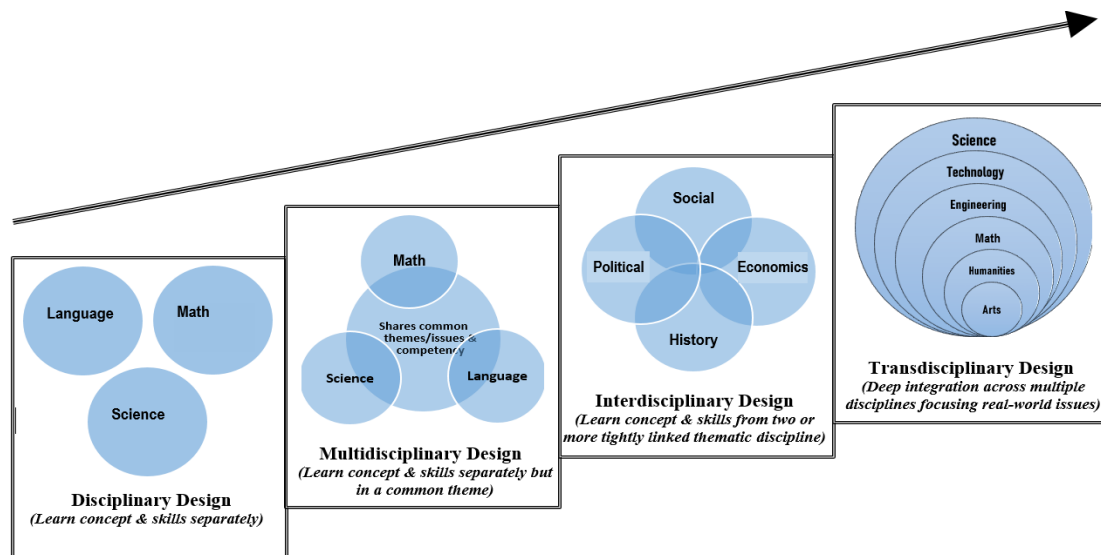 Language
Math
Science
Disciplinary Design
(Learn concept & skills separately)
Math
Shares common
themes/issues &
competency
Science
Language
Multidisciplinary Design
(Learn concept & skills separately but
in a common theme)
Social
Political
Economics
History
Interdisciplinary Design
(Learn concept & skills from two or
more tightly linked thematic discipline)
Science
Technology
Engineering
Math
Humanities
Arts
Transdisciplinary Design
(Deep integration across multiple
disciplines focusing real-world issues)